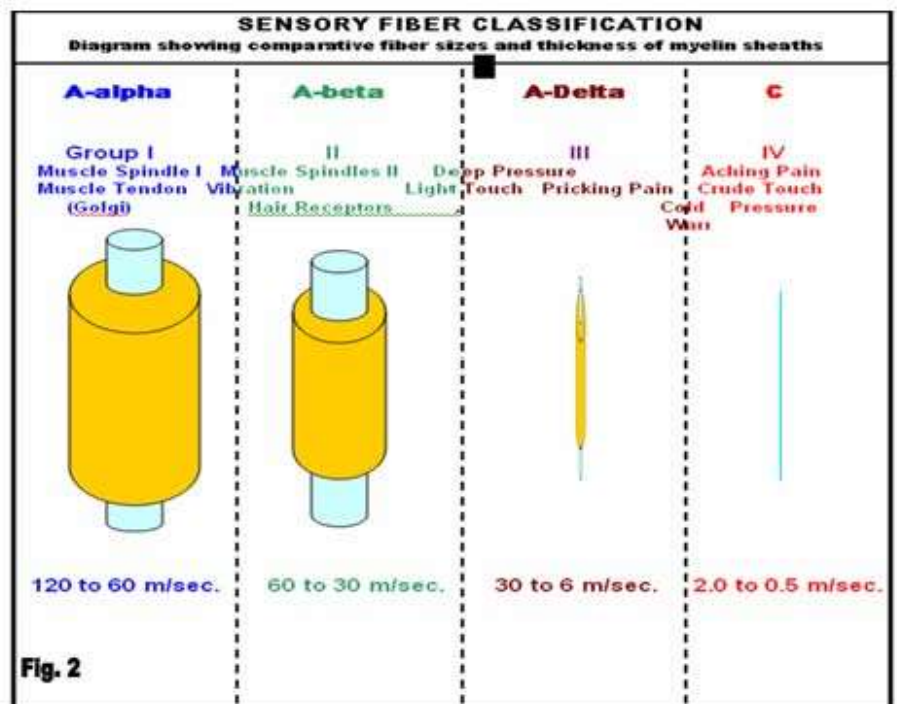 SENSORY FIBER CLASSIFICATION
Diagram showing comparative fiber sizes and thickness of myelin sheaths
A-alpha A-beta A-Delta C
Group I II III IV
Muscle Spindle I Muscle Spindles II Deep Pressure Aching Pain
Muscle Tendon Vibration Light Touch Pricking Pain Crude Touch
(Golgi) Hair Receptors Cold Pressure
120 to 60 m/sec. 60 to 30 m/sec. 30 to 6 m/sec. 2.0 to 0.5 m/sec.
Fig. 2